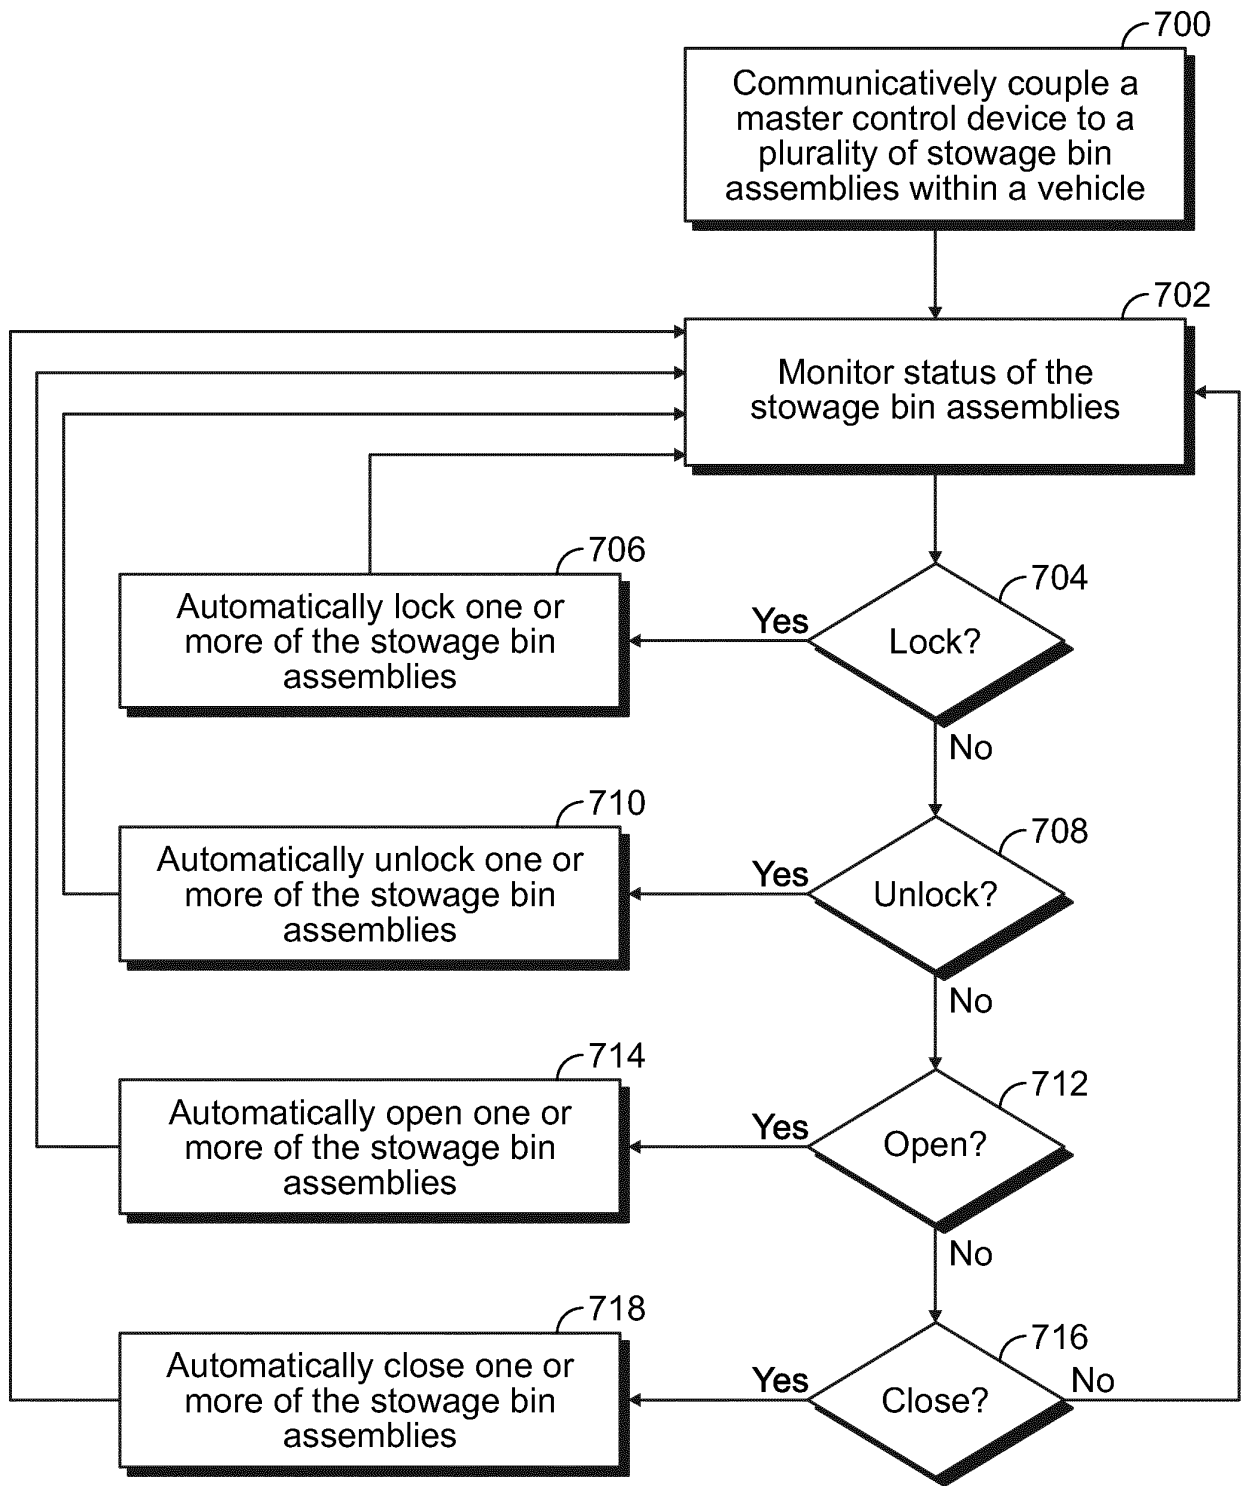 700
Communicatively couple a
master control device to a
plurality of stowage bin
assemblies within a vehicle
702
Monitor status of the
stowage bin assemblies
706
Automatically lock one or
more of the stowage bin
assemblies
Yes
704
Lock?
No
710
Automatically unlock one or
more of the stowage bin
assemblies
Yes
708
Unlock?
No
714
Automatically open one or
more of the stowage bin
assemblies
Yes
712
Open?
No
718
Automatically close one or
more of the stowage bin
assemblies
Yes
716
Close?
No